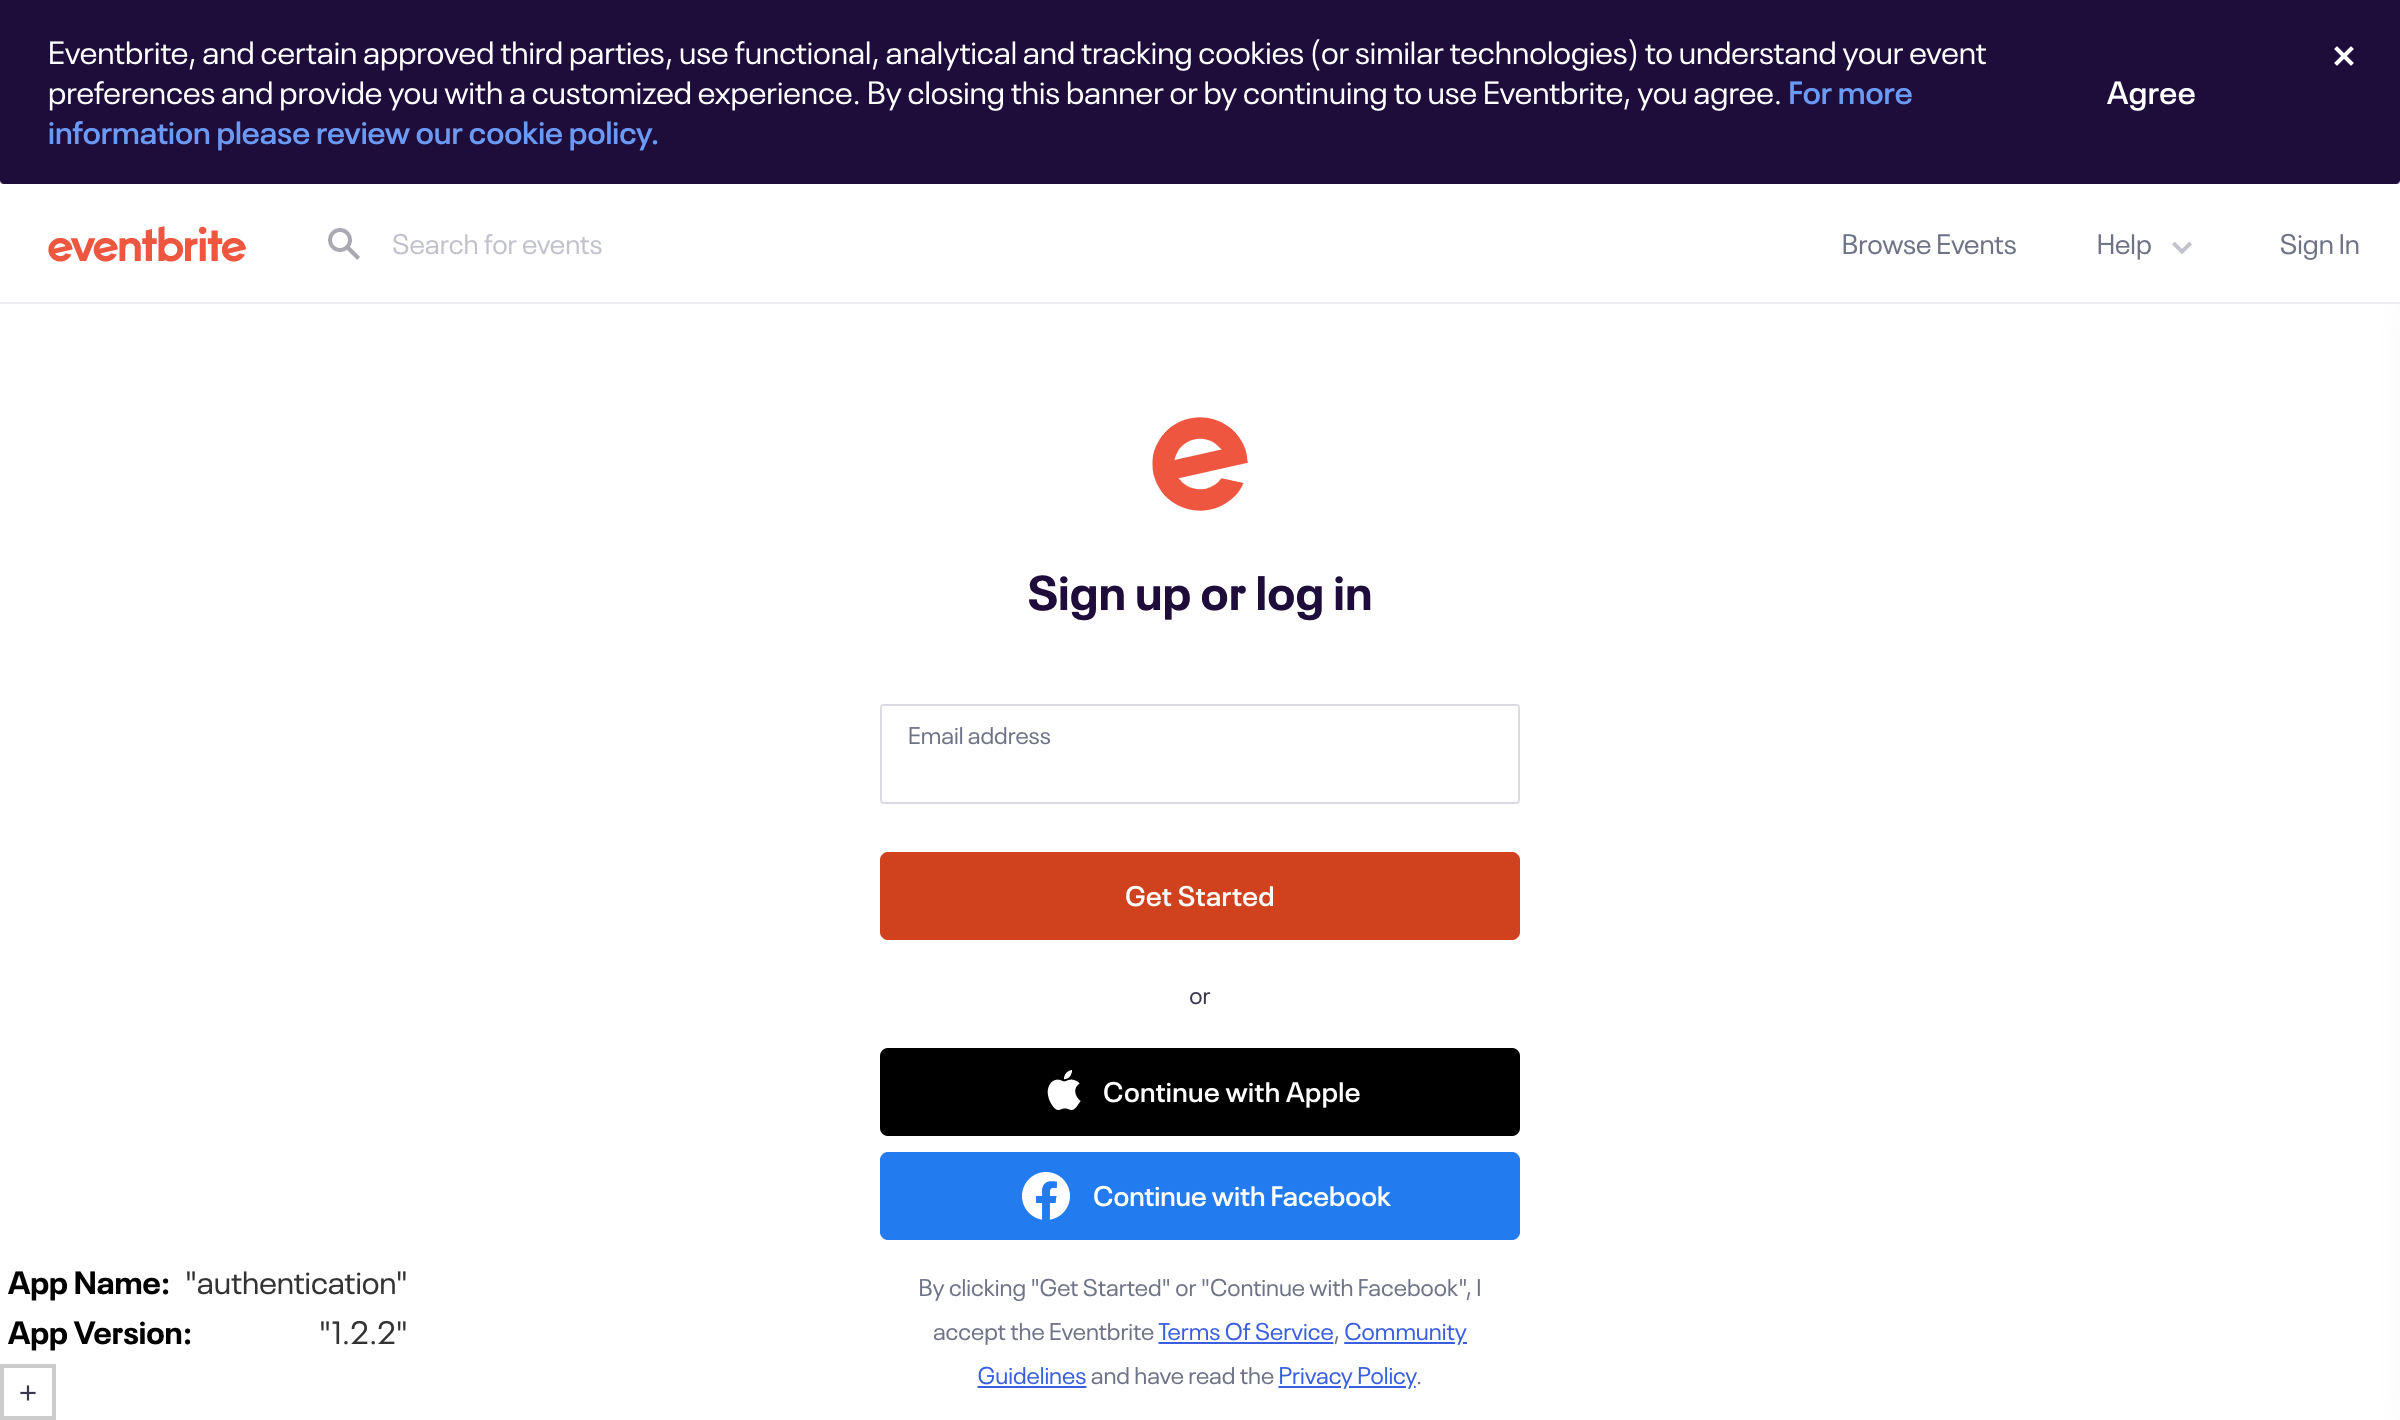 Eventbrite, and certain approved third parties, use functional, analytical and tracking cookies (or similar technologies) to understand your event
preferences and provide you with a customized experience. By closing this banner or by continuing to use Eventbrite, you agree. For more
information please review our cookie policy.
Agree
eventbrite
Search for events
Browse Events
Help
Sign In
Sign up or log in
Email address
Get Started
or
Continue with Apple
Continue with Facebook
By clicking "Get Started" or "Continue with Facebook", I
accept the Eventbrite Terms Of Service, Community
Guidelines and have read the Privacy Policy.
App Name: "authentication"
App Version: "1.2.2"
+